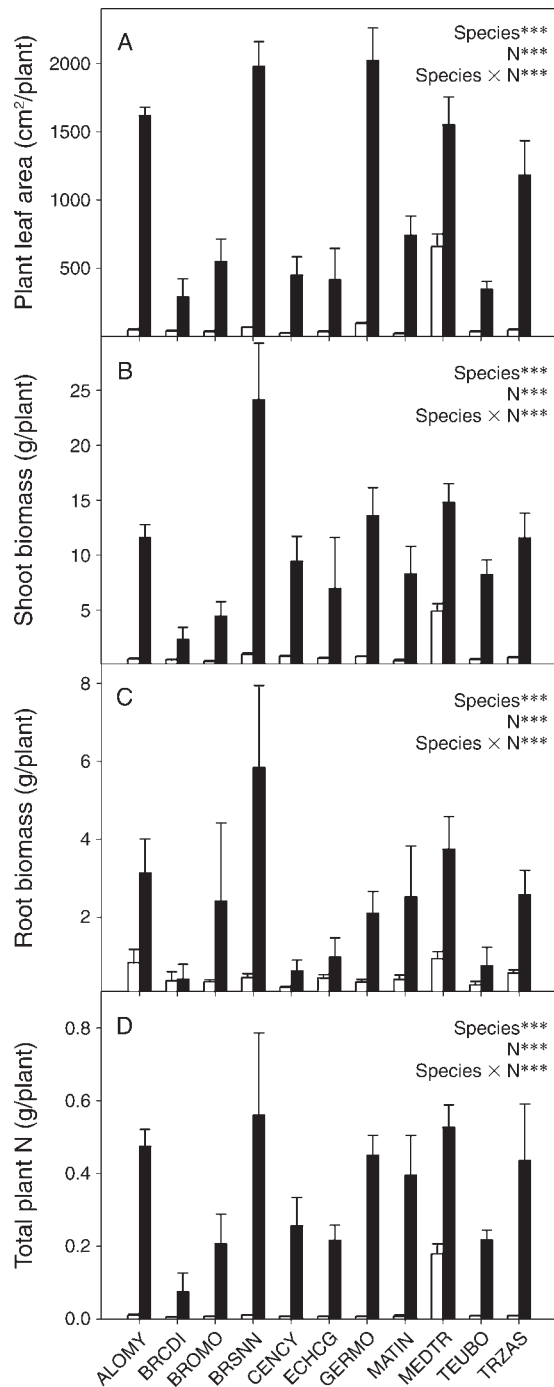 A
Species***
N***
Species × N***
Plant leaf area (cm²/plant)
2000
1500
1000
500
B
Species***
N***
Species × N***
Shoot biomass (g/plant)
25
20
15
10
5
C
Species***
N***
Species × N***
Root biomass (g/plant)
8
6
4
2
D
Species***
N***
Species × N***
Total plant N (g/plant)
0.8
0.6
0.4
0.2
0.0
ALOMY
BRCDI
BROMO
BRSNN
CENCY
ECHCG
GERMO
MATIN
MEDTR
TEUBO
TRZAS